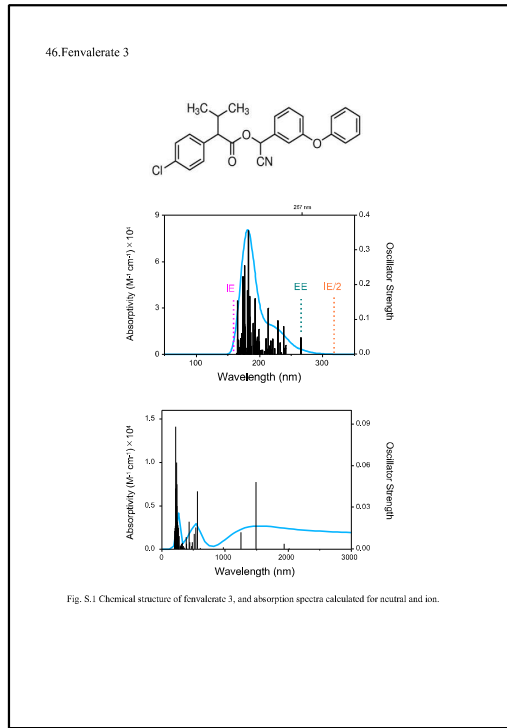 46.Fenvalerate 3
H₃C CH₃
Cl
O
O
CN
O
267 nm
9
6
3
0
Absorptivity (M⁻¹ cm⁻¹) × 10⁴
IE
EE
IE/2
0.4
0.3
0.2
0.1
0.0
Oscillator Strength
100
200
300
Wavelength (nm)
1.5
1.0
0.5
0.0
Absorptivity (M⁻¹ cm⁻¹) × 10⁴
0.09
0.06
0.03
0.00
Oscillator Strength
0
1000
2000
3000
Wavelength (nm)
Fig. S.1 Chemical structure of fenvalerate 3, and absorption spectra calculated for neutral and ion.